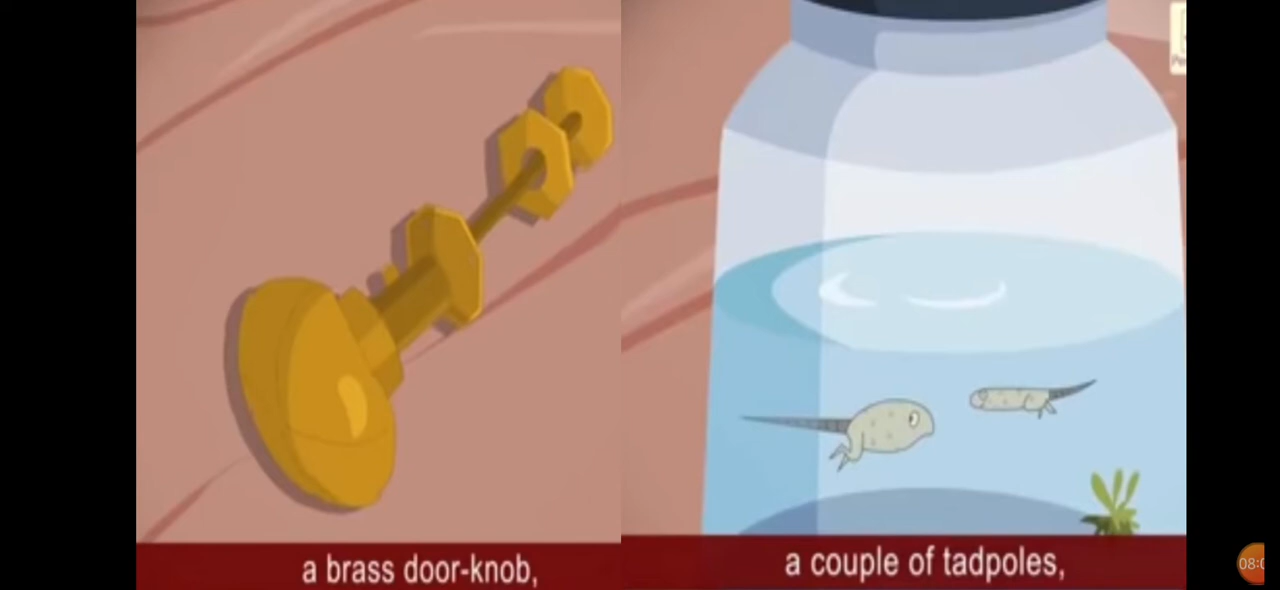 a brass door-knob,
a couple of tadpoles,